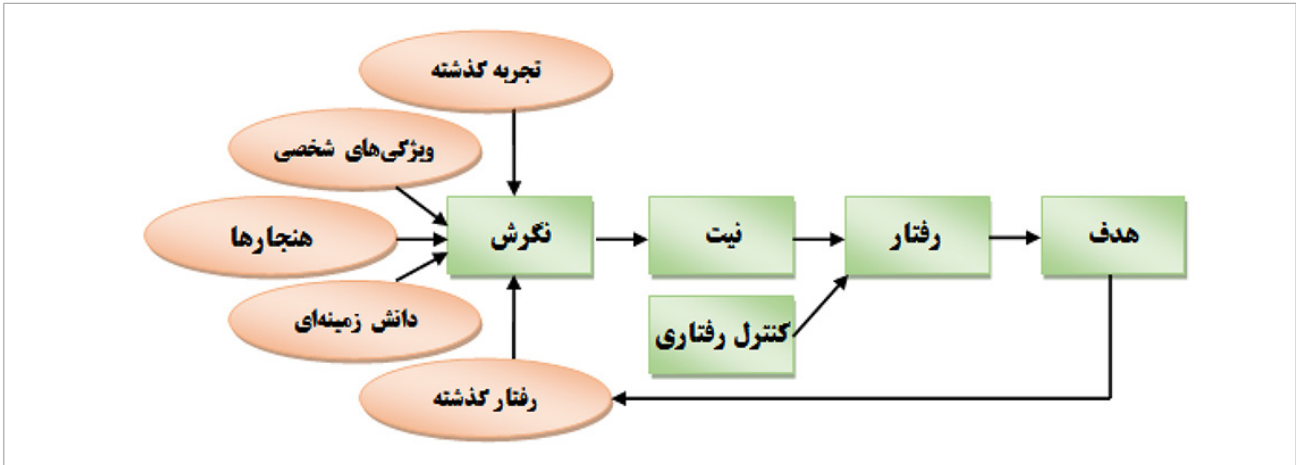 تجربه گذشته
ویژگی‌های شخصی
هنجارها
دانش زمینه‌ای
رفتار گذشته
نگرش
نیت
رفتار
هدف
کنترل رفتاری